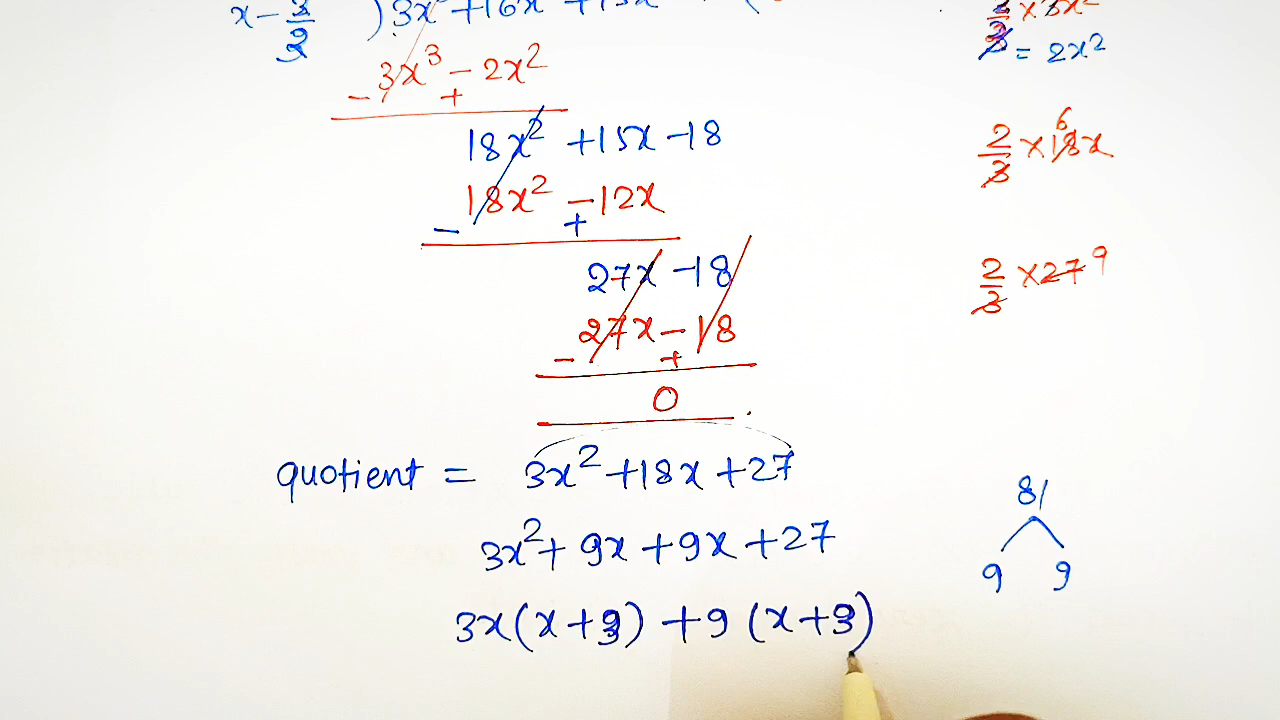 x - 3/2 ) 3x + 16x + 15x
3x³ - 2x²
- +
18x² + 15x - 18
18x² - 12x
- +
27x - 18
27x - 18
- +
0
quotient = 3x² + 18x + 27
3x² + 9x + 9x + 27
3x(x+3) + 9(x+3)
2/3 × 3x²
= 2x²
2/3 × 18x 6
2/3 × 27 9
81
9 9